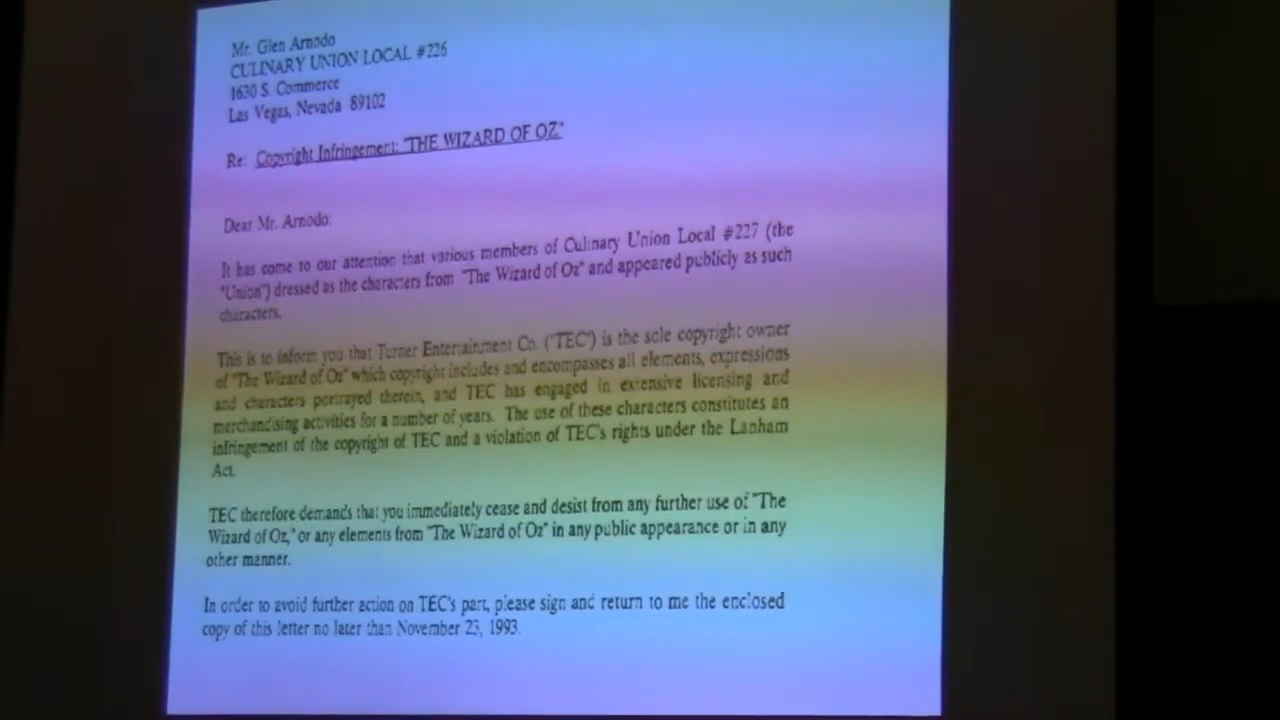 Mr. Glen Arnodo
CULINARY UNION LOCAL #226
1630 S. Commerce
Las Vegas, Nevada 89102
Re: Copyright Infringement: "THE WIZARD OF OZ"
Dear Mr. Arnodo:
It has come to our attention that various members of Culinary Union Local #227 (the
"Union") dressed as the characters from "The Wizard of Oz" and appeared publicly as such
characters.
This is to inform you that Turner Entertainment Co. ("TEC") is the sole copyright owner
of "The Wizard of Oz" which copyright includes and encompasses all elements, expressions
and characters portrayed therein, and TEC has engaged in extensive licensing and
merchandising activities for a number of years. The use of these characters constitutes an
infringement of the copyright of TEC and a violation of TEC's rights under the Lanham
Act.
TEC therefore demands that you immediately cease and desist from any further use of "The
Wizard of Oz," or any elements from "The Wizard of Oz" in any public appearance or in any
other manner.
In order to avoid further action on TEC's part, please sign and return to me the enclosed
copy of this letter no later than November 23, 1993.